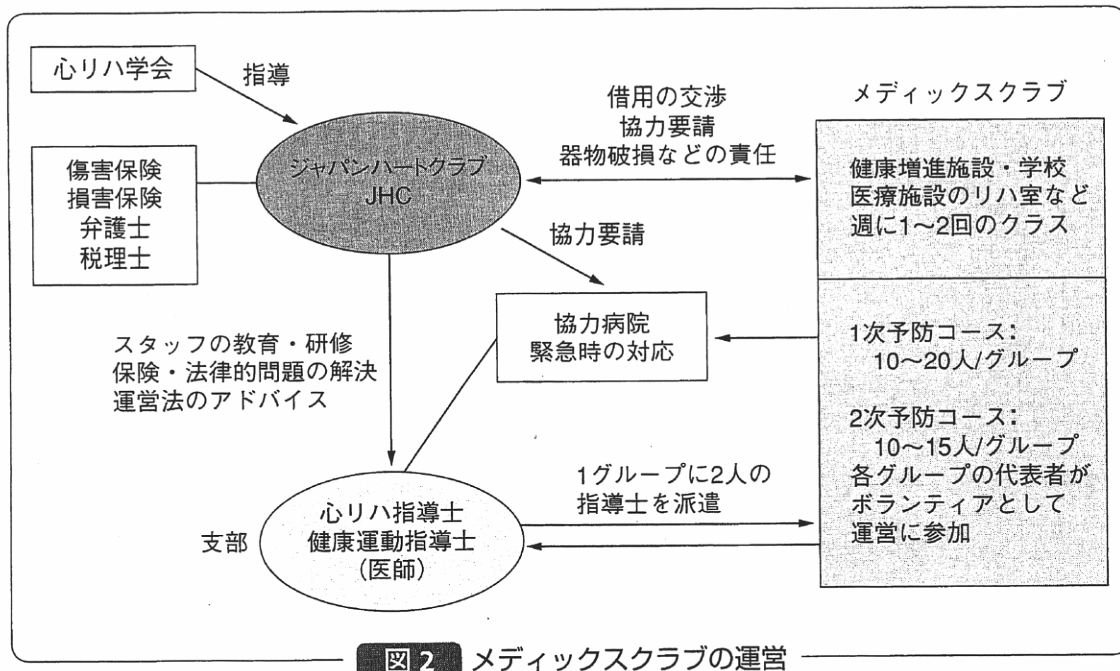 心リハ学会
指導
傷害保険
損害保険
弁護士
税理士
ジャパンハートクラブ
JHC
借用の交渉
協力要請
器物破損などの責任
メディックスクラブ
健康増進施設・学校
医療施設のリハ室など
週に1〜2回のクラス
協力要請
協力病院
緊急時の対応
スタッフの教育・研修
保険・法律的問題の解決
運営法のアドバイス
1次予防コース：
10〜20人/グループ
2次予防コース：
10〜15人/グループ
各グループの代表者が
ボランティアとして
運営に参加
1グループに2人の
指導士を派遣
支部
心リハ指導士
健康運動指導士
（医師）
図2 メディックスクラブの運営